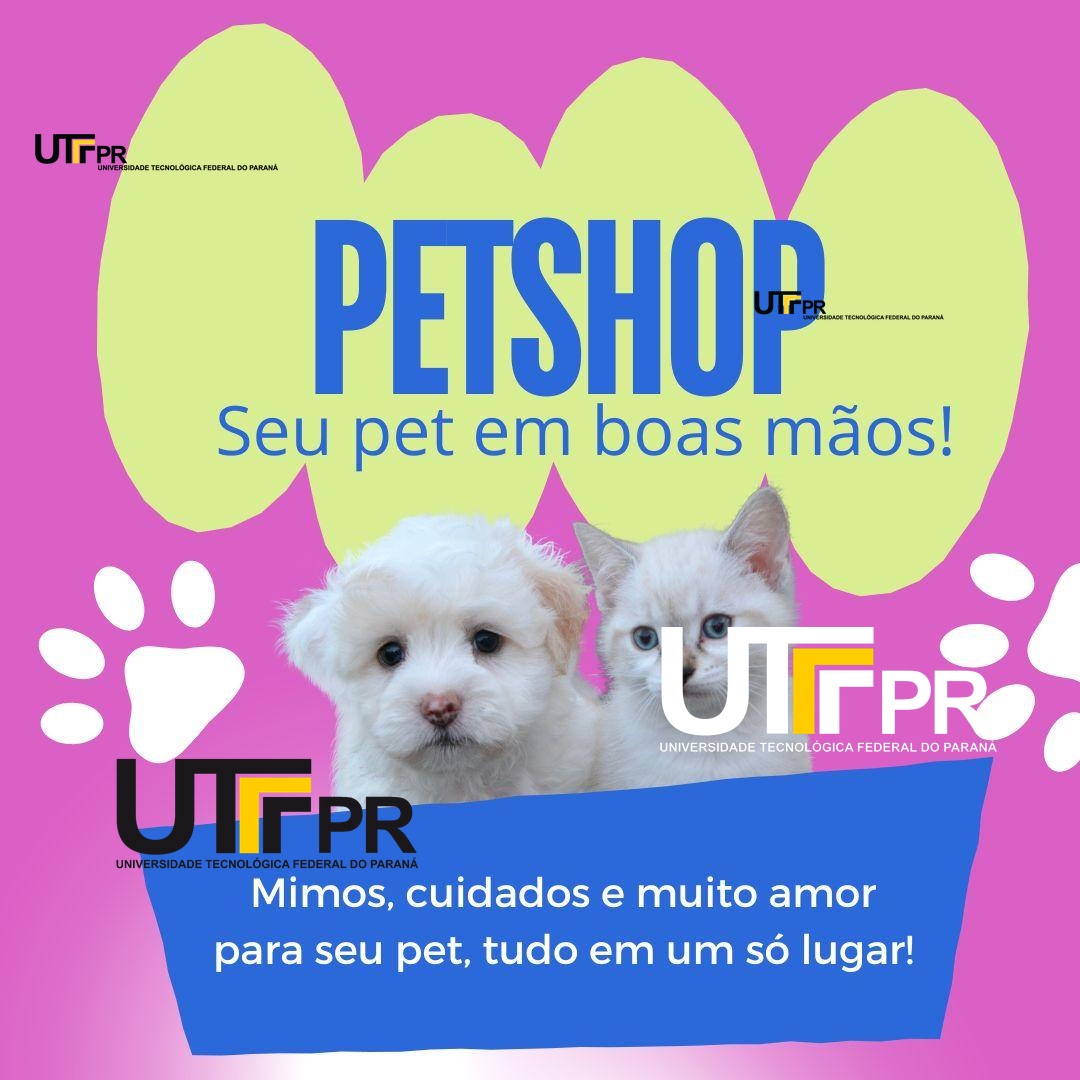 UTFPR
UNIVERSIDADE TECNOLÓGICA FEDERAL DO PARANÁ
PETSHOP
UTFPR
UNIVERSIDADE TECNOLÓGICA FEDERAL DO PARANÁ
Seu pet em boas mãos!
UTFPR
UNIVERSIDADE TECNOLÓGICA FEDERAL DO PARANÁ
UTFPR
UNIVERSIDADE TECNOLÓGICA FEDERAL DO PARANÁ
Mimos, cuidados e muito amor
para seu pet, tudo em um só lugar!